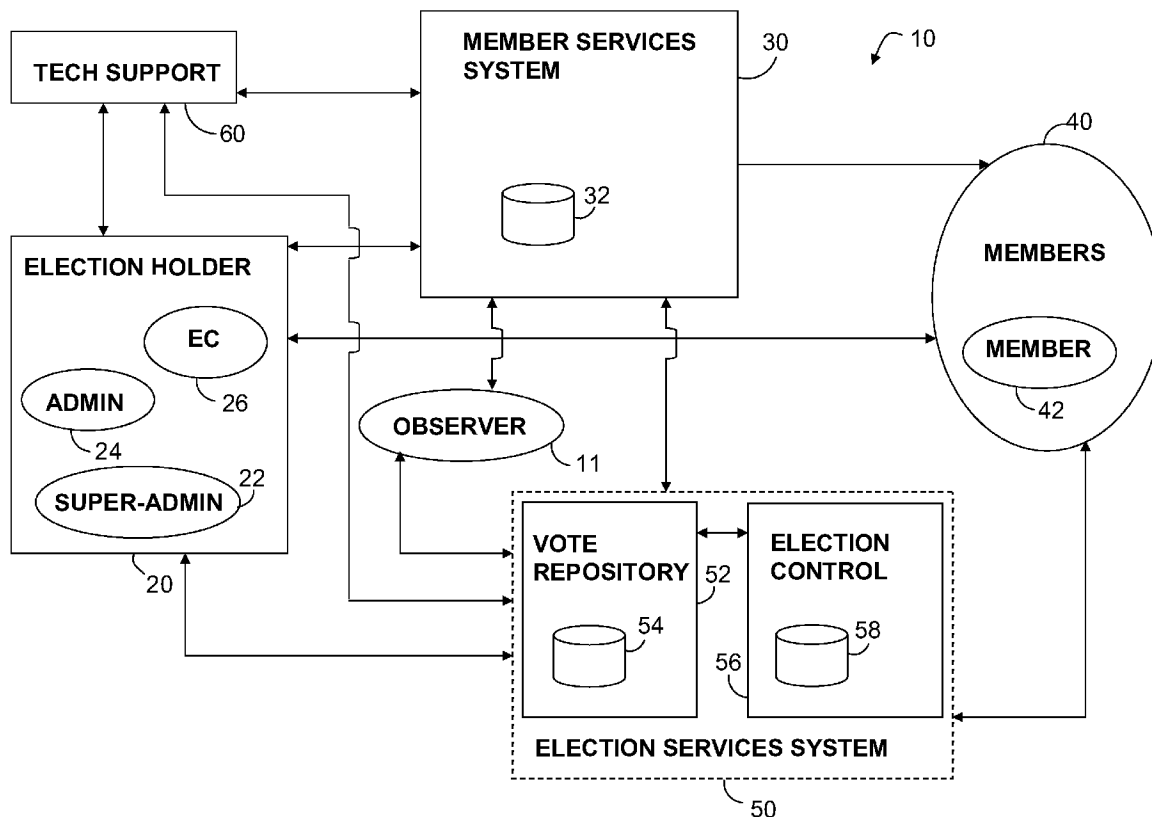 MEMBER SERVICES
SYSTEM
30
10
TECH SUPPORT
60
40
32
MEMBERS
MEMBER
42
ELECTION HOLDER
EC
26
ADMIN
24
SUPER-ADMIN
22
20
OBSERVER
11
VOTE
REPOSITORY
52
54
ELECTION
CONTROL
58
56
ELECTION SERVICES SYSTEM
50